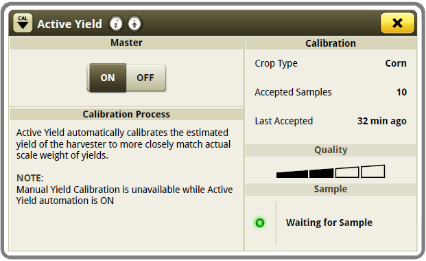 CAL
Active Yield
Master
ON OFF
Calibration Process
Active Yield automatically calibrates the estimated
yield of the harvester to more closely match actual
scale weight of yields.
NOTE:
Manual Yield Calibration is unavailable while Active
Yield automation is ON
Calibration
Crop Type Corn
Accepted Samples 10
Last Accepted 32 min ago
Quality
Sample
Waiting for Sample